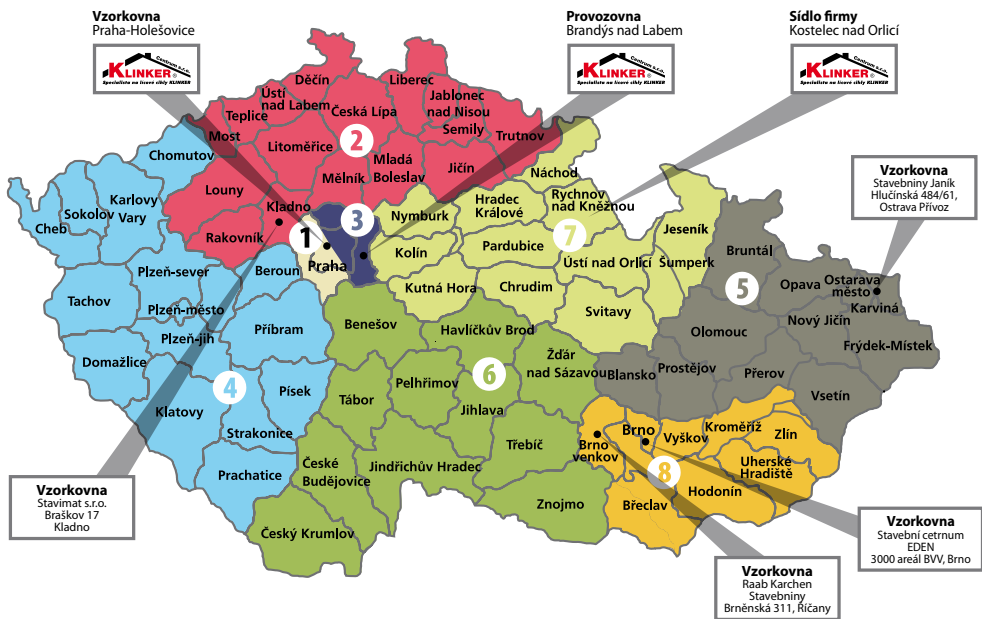 Vzorkovna
Praha-Holešovice
Centrum s.r.o.
KLINKER®
Specialista na lícové cihly KLINKER
Provozovna
Brandýs nad Labem
Centrum s.r.o.
KLINKER®
Specialista na lícové cihly KLINKER
Sídlo firmy
Kostelec nad Orlicí
Centrum s.r.o.
KLINKER®
Specialista na lícové cihly KLINKER
Vzorkovna
Stavebniny Janík
Hlučínská 484/61,
Ostrava Přívoz
Děčín
Liberec
Ústí
nad Labem
Česká Lípa
Jablonec
nad Nisou
Teplice
Semily
Trutnov
Most
Litoměřice
2
Chomutov
Mladá
Boleslav
Jičín
Mělník
Louny
Kladno
Rakovník
Náchod
Karlovy
Vary
Sokolov
Cheb
1
Praha
3
Nymburk
Hradec
Králové
Rychnov
nad Kněžnou
7
Kolín
Pardubice
Ústí nad Orlicí
Jeseník
Šumperk
Kutná Hora
Chrudim
Svitavy
Bruntál
5
Opava
Ostarava
město
Karviná
Nový Jičín
Frýdek-Místek
Olomouc
Přerov
Prostějov
Vsetín
Blansko
Plzeň-sever
Beroun
Tachov
Plzeň-město
Příbram
Plzeň-jih
Domažlice
4
Písek
Klatovy
Strakonice
Prachatice
Benešov
Havlíčkův Brod
Žďár
nad Sázavou
6
Pelhřimov
Tábor
Jihlava
Třebíč
České
Budějovice
Jindřichův Hradec
Znojmo
Český Krumlov
Brno
Brno
venkov
Vyškov
Kroměříž
Zlín
8
Uherské
Hradiště
Hodonín
Břeclav
Vzorkovna
Stavimat s.r.o.
Braškov 17
Kladno
Vzorkovna
Stavební cetrnum
EDEN
3000 areál BVV, Brno
Vzorkovna
Raab Karchen
Stavebniny
Brněnská 311, Říčany